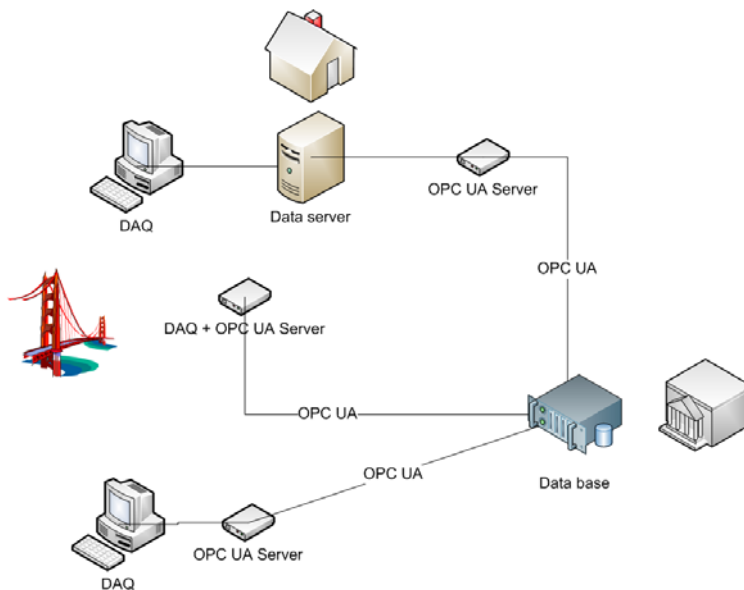 DAQ
Data server
OPC UA Server
OPC UA
DAQ + OPC UA Server
OPC UA
OPC UA
Data base
OPC UA Server
DAQ